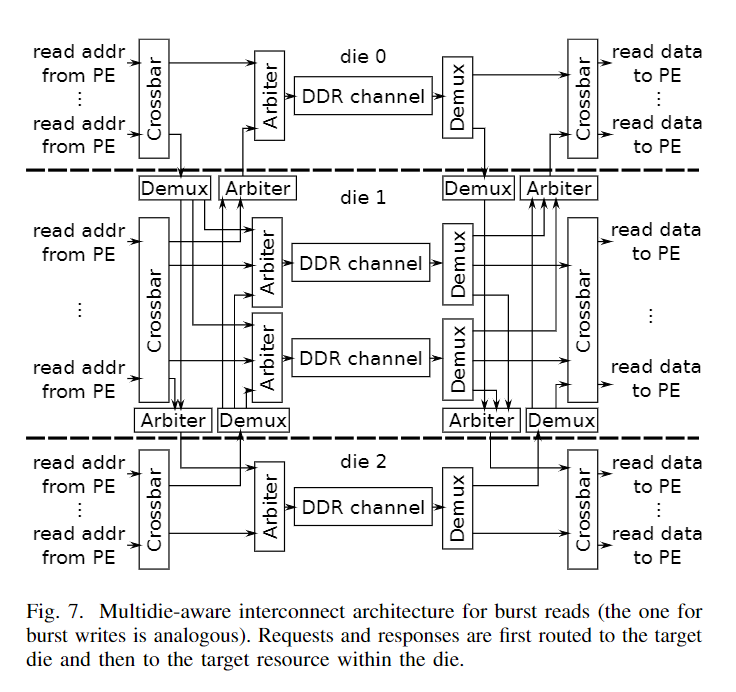 die 0
read addr
from PE
⋮
read addr
from PE
Crossbar
Arbiter
DDR channel
Demux
Crossbar
read data
to PE
⋮
read data
to PE
Demux
Arbiter
die 1
Demux
Arbiter
read addr
from PE
⋮
read addr
from PE
Crossbar
Arbiter
DDR channel
Demux
Arbiter
DDR channel
Demux
Crossbar
read data
to PE
⋮
read data
to PE
Arbiter
Demux
Arbiter
Demux
die 2
read addr
from PE
⋮
read addr
from PE
Crossbar
Arbiter
DDR channel
Demux
Crossbar
read data
to PE
⋮
read data
to PE
Fig. 7. Multidie-aware interconnect architecture for burst reads (the one for
burst writes is analogous). Requests and responses are first routed to the target
die and then to the target resource within the die.